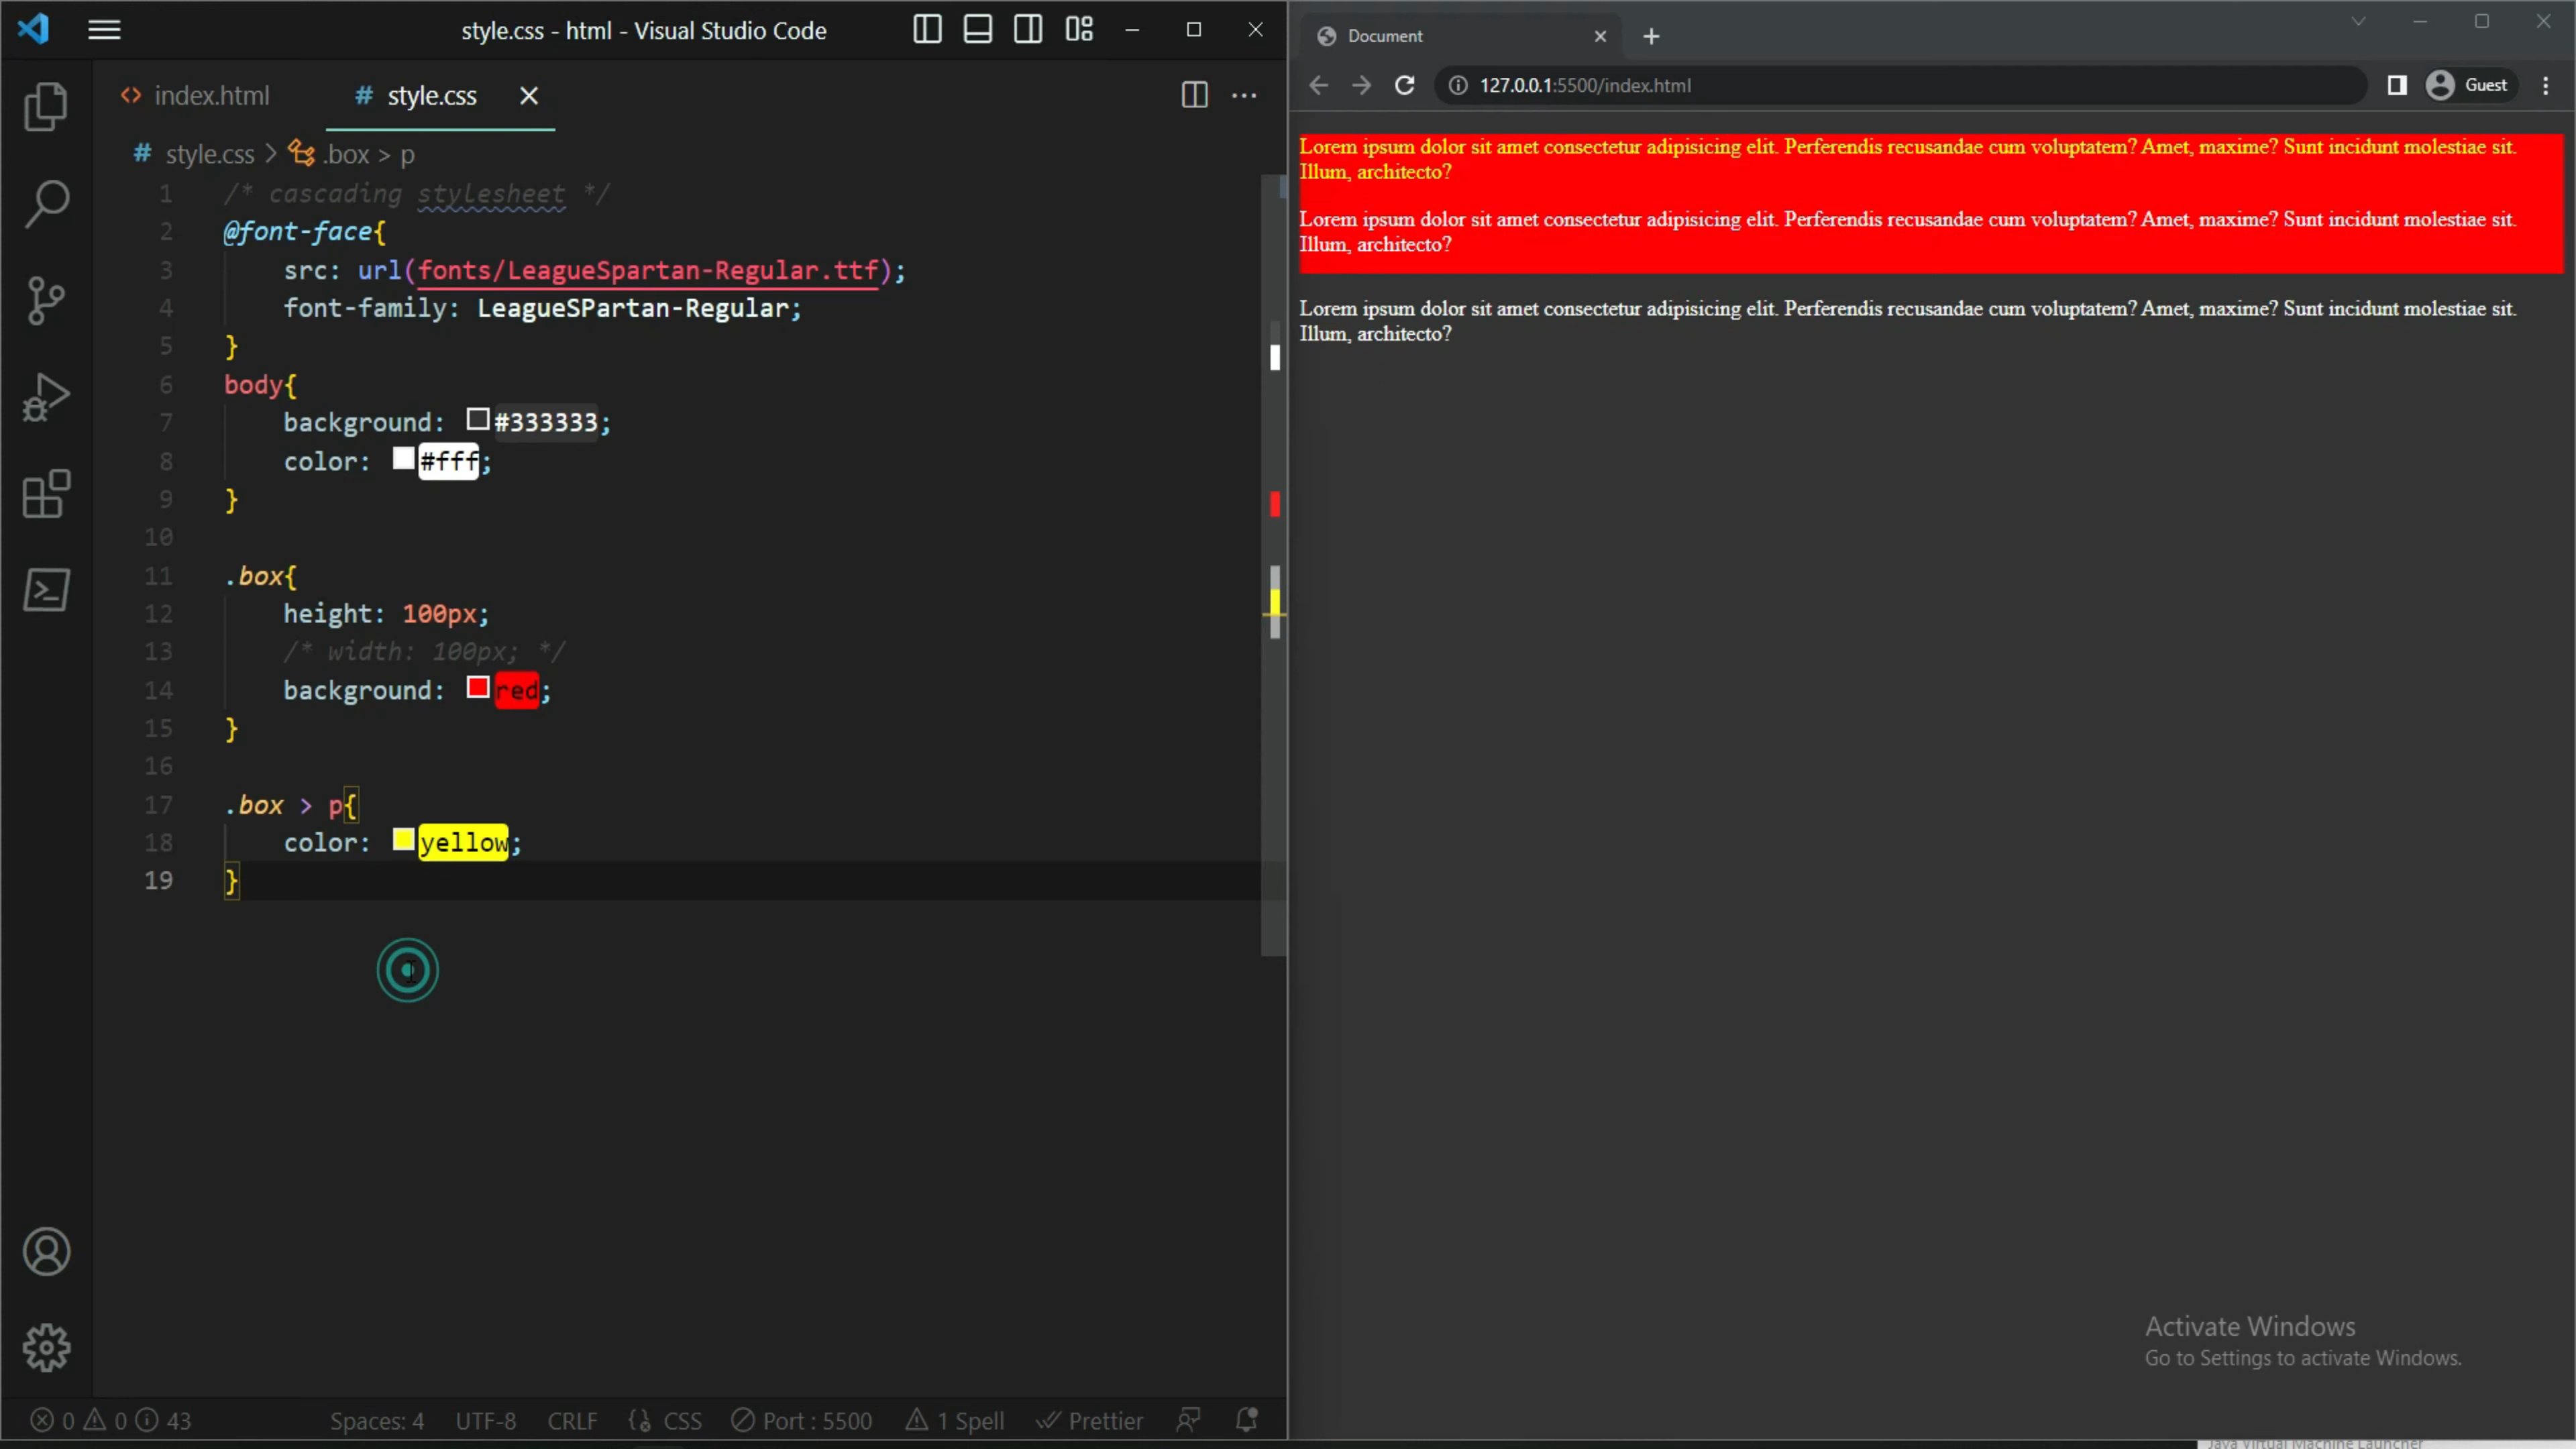 style.css - html - Visual Studio Code
index.html
# style.css
# style.css > .box > p
1 /* cascading stylesheet */
2 @font-face{
3 src: url(fonts/LeagueSpartan-Regular.ttf);
4 font-family: LeagueSPartan-Regular;
5 }
6 body{
7 background: #333333;
8 color: #fff;
9 }
10
11 .box{
12 height: 100px;
13 /* width: 100px; */
14 background: red;
15 }
16
17 .box > p{
18 color: yellow;
19 }
0 0 43 Spaces: 4 UTF-8 CRLF CSS Port : 5500 1 Spell Prettier
Document
127.0.0.1:5500/index.html Guest
Lorem ipsum dolor sit amet consectetur adipisicing elit. Perferendis recusandae cum voluptatem? Amet, maxime? Sunt incidunt molestiae sit.
Illum, architecto?
Lorem ipsum dolor sit amet consectetur adipisicing elit. Perferendis recusandae cum voluptatem? Amet, maxime? Sunt incidunt molestiae sit.
Illum, architecto?
Lorem ipsum dolor sit amet consectetur adipisicing elit. Perferendis recusandae cum voluptatem? Amet, maxime? Sunt incidunt molestiae sit.
Illum, architecto?
Activate Windows
Go to Settings to activate Windows.
Java Virtual Machine Launcher